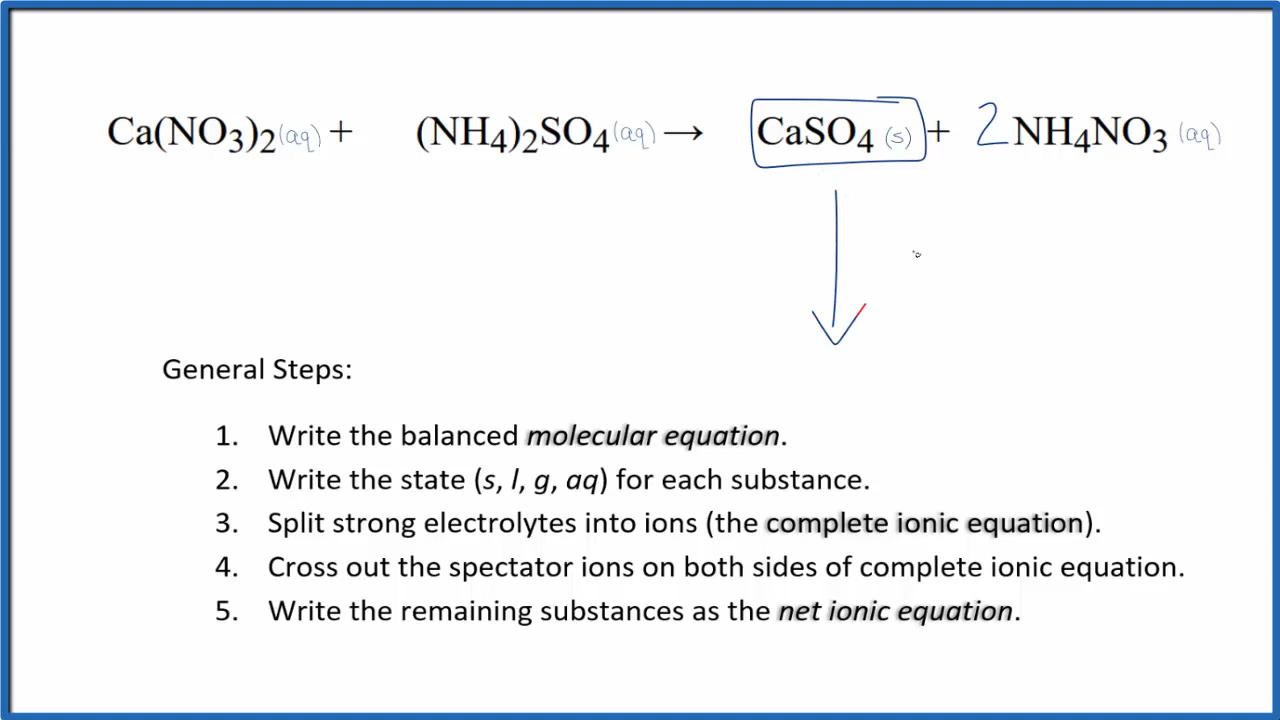 Ca(NO3)2 (aq) + (NH4)2SO4 (aq) → CaSO4 (s) + 2 NH4NO3 (aq)
General Steps:
1. Write the balanced molecular equation.
2. Write the state (s, l, g, aq) for each substance.
3. Split strong electrolytes into ions (the complete ionic equation).
4. Cross out the spectator ions on both sides of complete ionic equation.
5. Write the remaining substances as the net ionic equation.